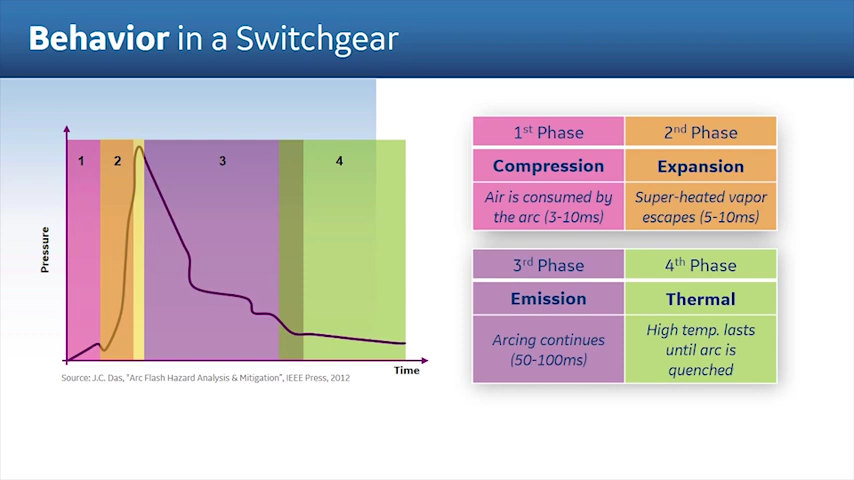 Behavior in a Switchgear
1
2
3
4
Pressure
Time
Source: J.C. Das, "Arc Flash Hazard Analysis & Mitigation", IEEE Press, 2012
1st Phase
2nd Phase
Compression
Expansion
Air is consumed by
the arc (3-10ms)
Super-heated vapor
escapes (5-10ms)
3rd Phase
4th Phase
Emission
Thermal
Arcing continues
(50-100ms)
High temp. lasts
until arc is
quenched